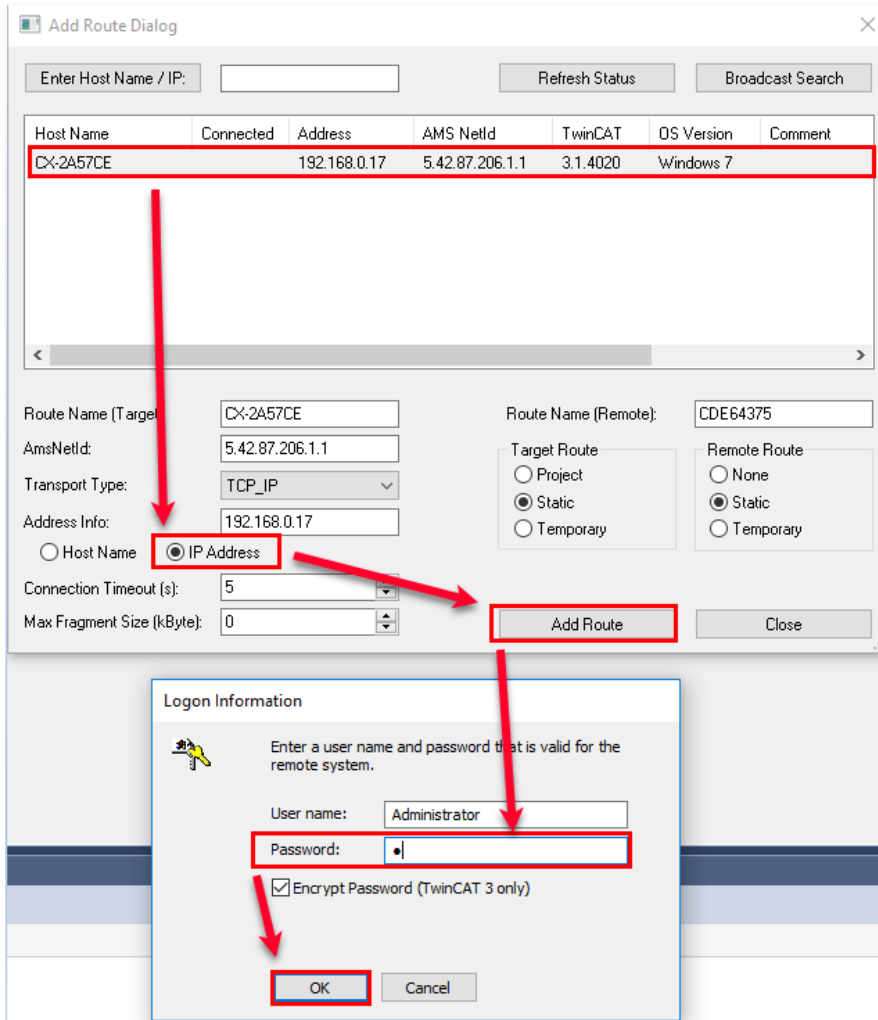 Add Route Dialog
Enter Host Name / IP: Refresh Status Broadcast Search
Host Name Connected Address AMS NetId TwinCAT OS Version Comment
CX-2A57CE 192.168.0.17 5.42.87.206.1.1 3.1.4020 Windows 7
Route Name (Target CX-2A57CE Route Name (Remote): CDE64375
AmsNetId: 5.42.87.206.1.1 Target Route Remote Route
Transport Type: TCP_IP Project None
Address Info: 192.168.0.17 Static Static
Host Name IP Address Temporary Temporary
Connection Timeout (s): 5
Max Fragment Size (kByte): 0 Add Route Close
Logon Information
Enter a user name and password that is valid for the
remote system.
User name: Administrator
Password:
Encrypt Password (TwinCAT 3 only)
OK Cancel